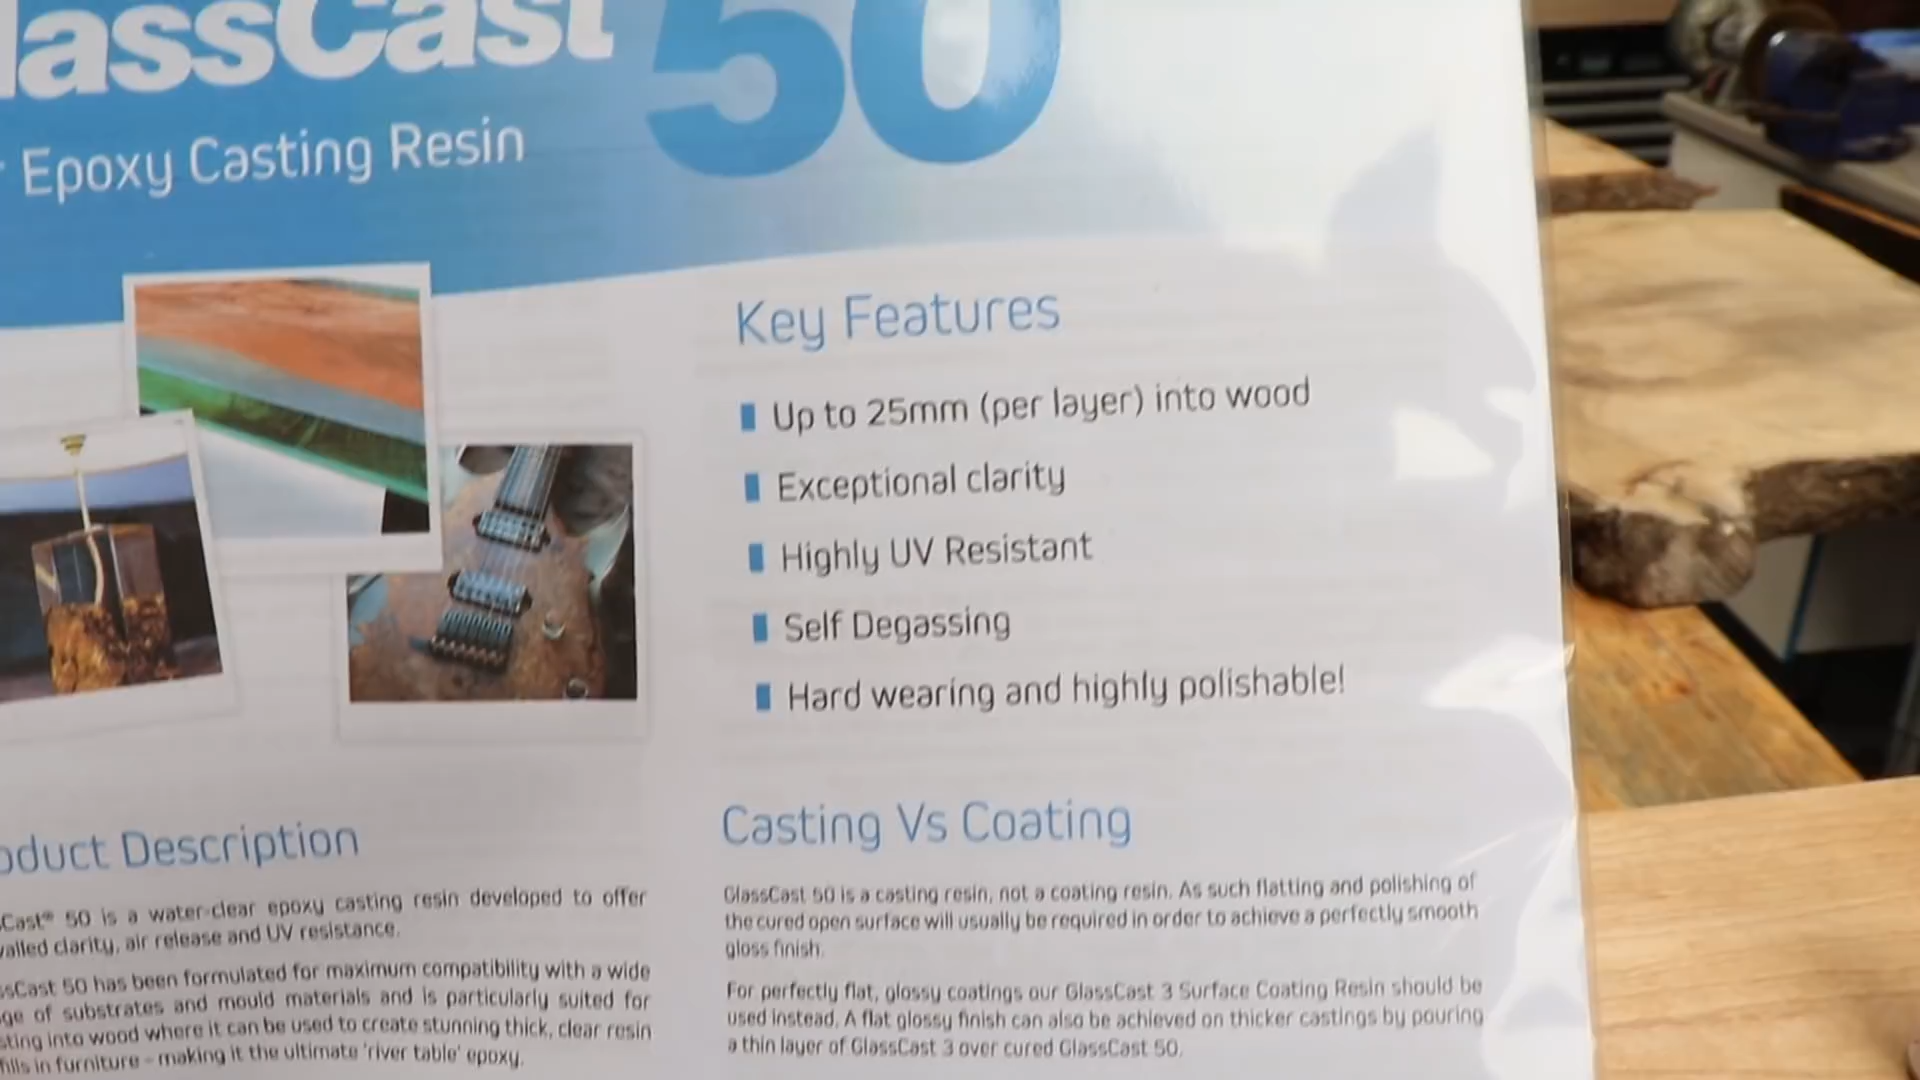 lassCast 50
Epoxy Casting Resin
Key Features
Up to 25mm (per layer) into wood
Exceptional clarity
Highly UV Resistant
Self Degassing
Hard wearing and highly polishable!
oduct Description
Cast® 50 is a water-clear epoxy casting resin developed to offer
valled clarity, air release and UV resistance.
ssCast 50 has been formulated for maximum compatibility with a wide
ge of substrates and mould materials and is particularly suited for
sting into wood where it can be used to create stunning thick, clear resin
fills in furniture – making it the ultimate 'river table' epoxy.
Casting Vs Coating
GlassCast 50 is a casting resin, not a coating resin. As such flatting and polishing of
the cured open surface will usually be required in order to achieve a perfectly smooth
gloss finish.
For perfectly flat, glossy coatings our GlassCast 3 Surface Coating Resin should be
used instead. A flat glossy finish can also be achieved on thicker castings by pouring
a thin layer of GlassCast 3 over cured GlassCast 50.